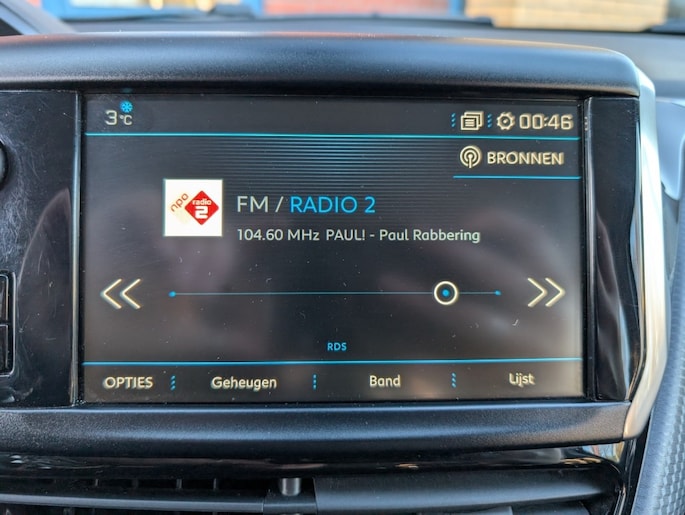 3°C 00:46
BRONNEN
npo radio 2
FM / RADIO 2
104.60 MHz PAUL! - Paul Rabbering
RDS
OPTIES Geheugen Band Lijst